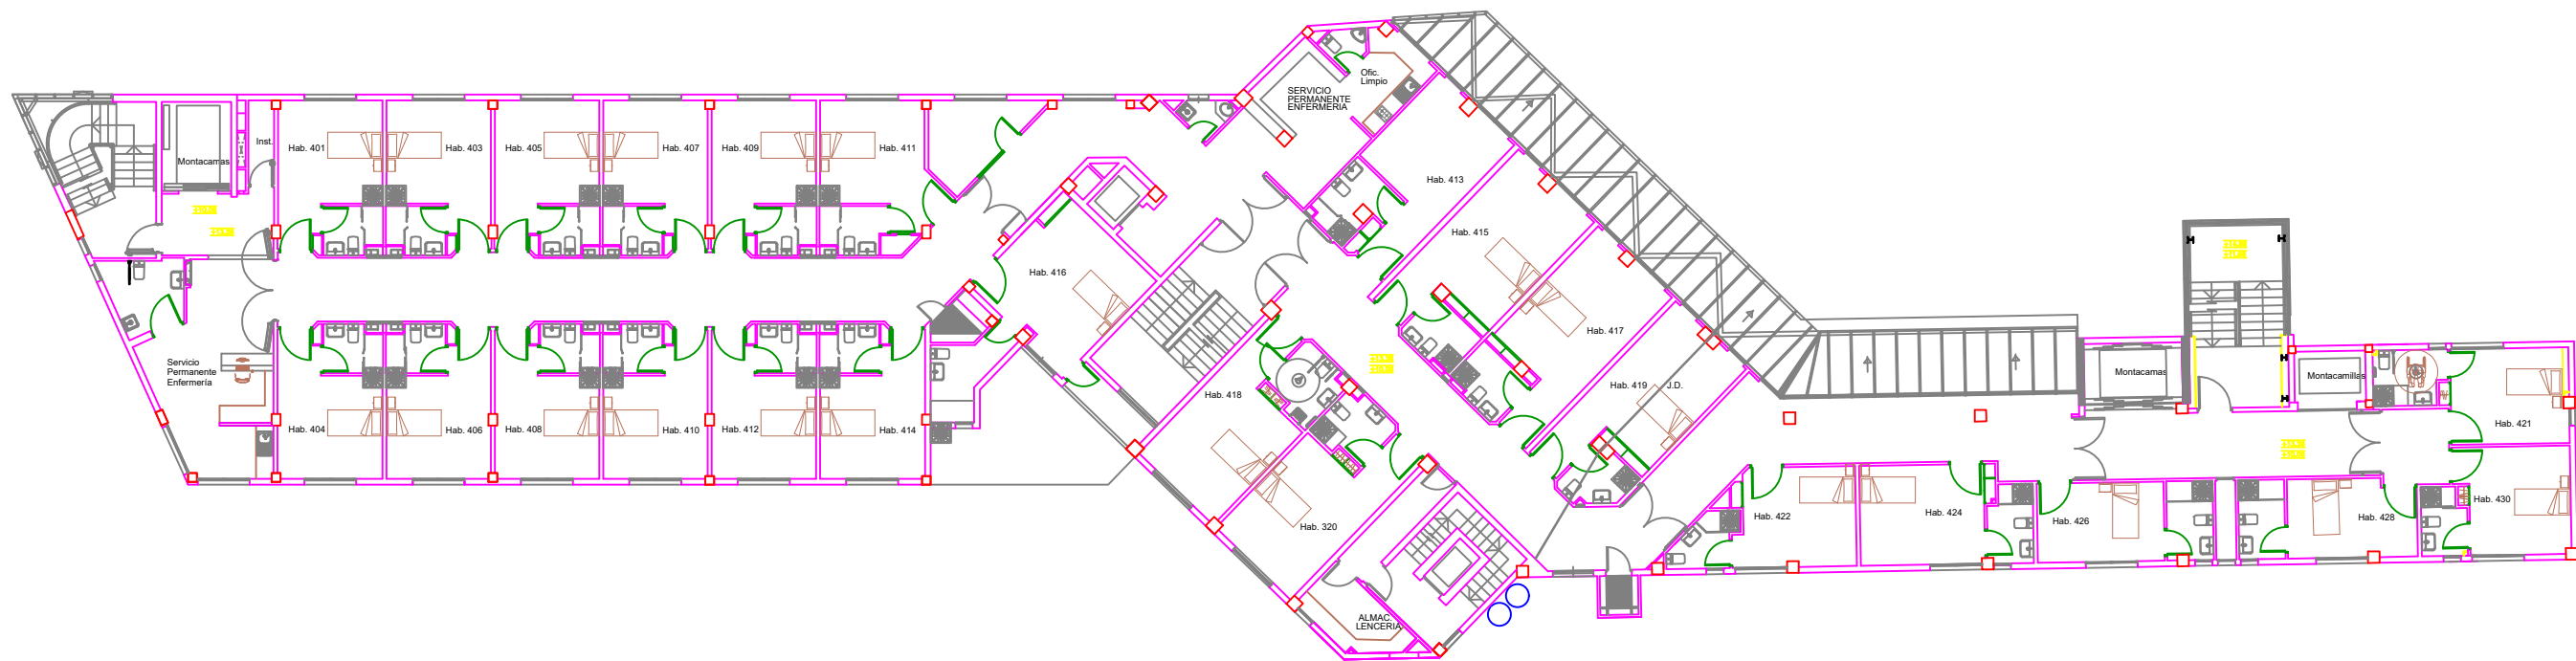 Ofic.
Limpio
SERVICIO
PERMANENTE
ENFERMERIA
Montacamas
Inst.
Hab. 401
Hab. 403
Hab. 405
Hab. 407
Hab. 409
Hab. 411
Hab. 413
Hab. 415
Hab. 416
Hab. 417
Hab. 418
Hab. 419
J.D.
Servicio
Permanente
Enfermería
Hab. 404
Hab. 406
Hab. 408
Hab. 410
Hab. 412
Hab. 414
Montacamas
Montacamillas
Hab. 421
Hab. 422
Hab. 424
Hab. 426
Hab. 428
Hab. 430
Hab. 320
ALMAC.
LENCERIA